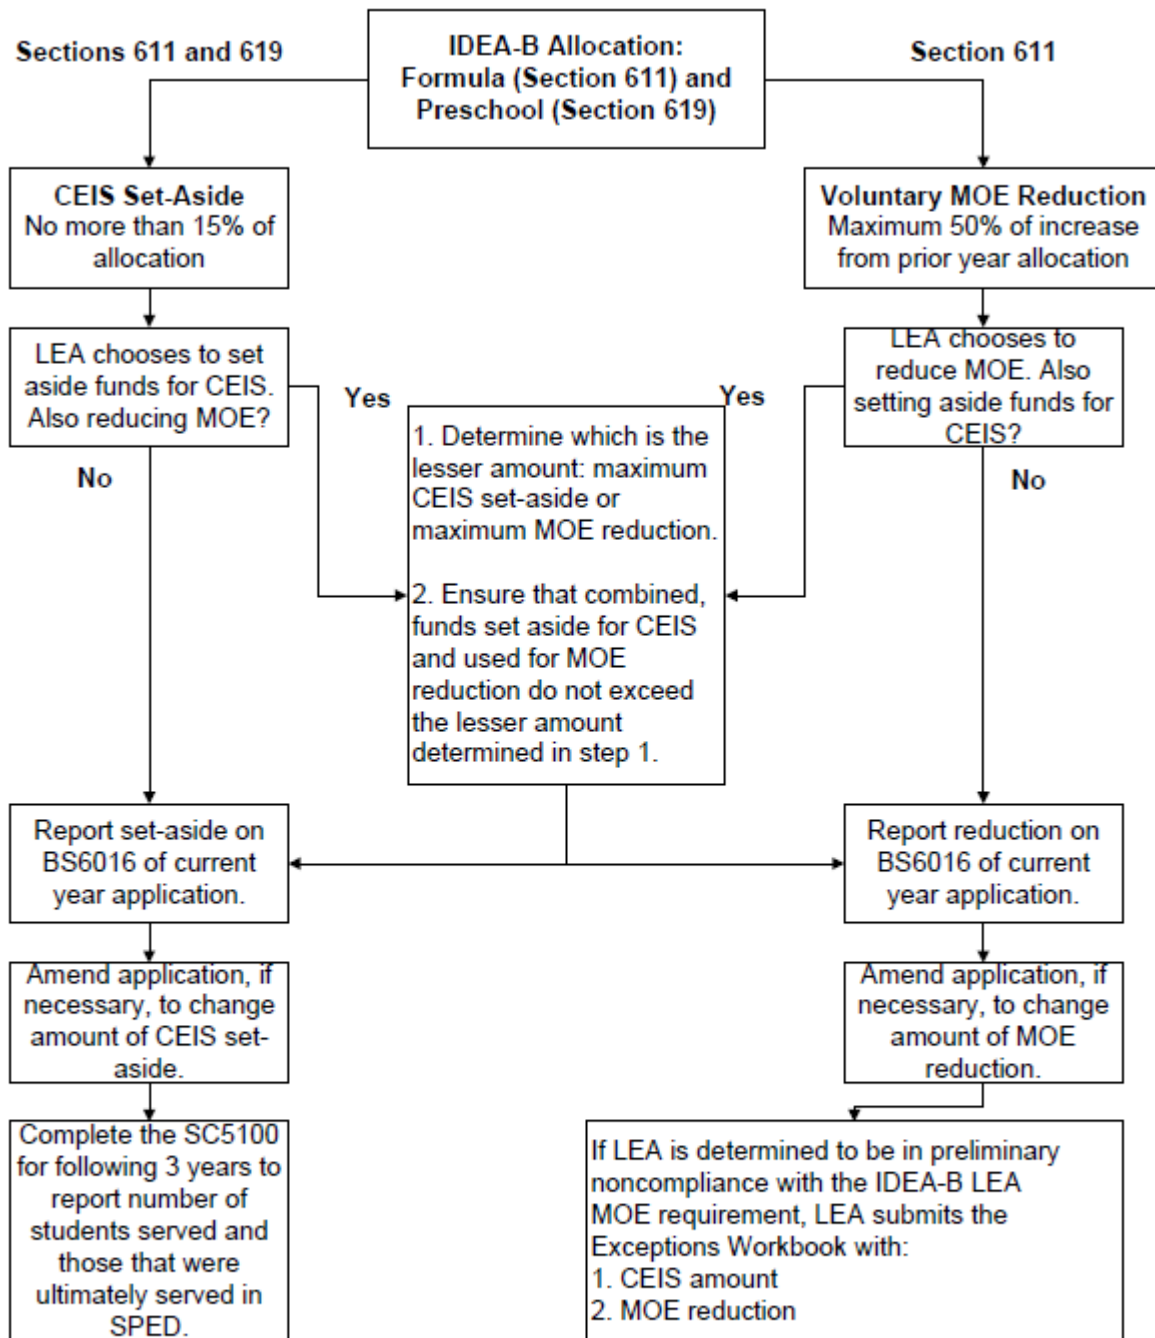 Sections 611 and 619
IDEA-B Allocation:
Formula (Section 611) and
Preschool (Section 619)
Section 611
CEIS Set-Aside
No more than 15% of
allocation
Voluntary MOE Reduction
Maximum 50% of increase
from prior year allocation
LEA chooses to set
aside funds for CEIS.
Also reducing MOE?
LEA chooses to
reduce MOE. Also
setting aside funds for
CEIS?
Yes
Yes
No
No
1. Determine which is the
lesser amount: maximum
CEIS set-aside or
maximum MOE reduction.
2. Ensure that combined,
funds set aside for CEIS
and used for MOE
reduction do not exceed
the lesser amount
determined in step 1.
Report set-aside on
BS6016 of current
year application.
Report reduction on
BS6016 of current
year application.
Amend application, if
necessary, to change
amount of CEIS set-
aside.
Amend application, if
necessary, to change
amount of MOE
reduction.
Complete the SC5100
for following 3 years to
report number of
students served and
those that were
ultimately served in
SPED.
If LEA is determined to be in preliminary
noncompliance with the IDEA-B LEA
MOE requirement, LEA submits the
Exceptions Workbook with:
1. CEIS amount
2. MOE reduction